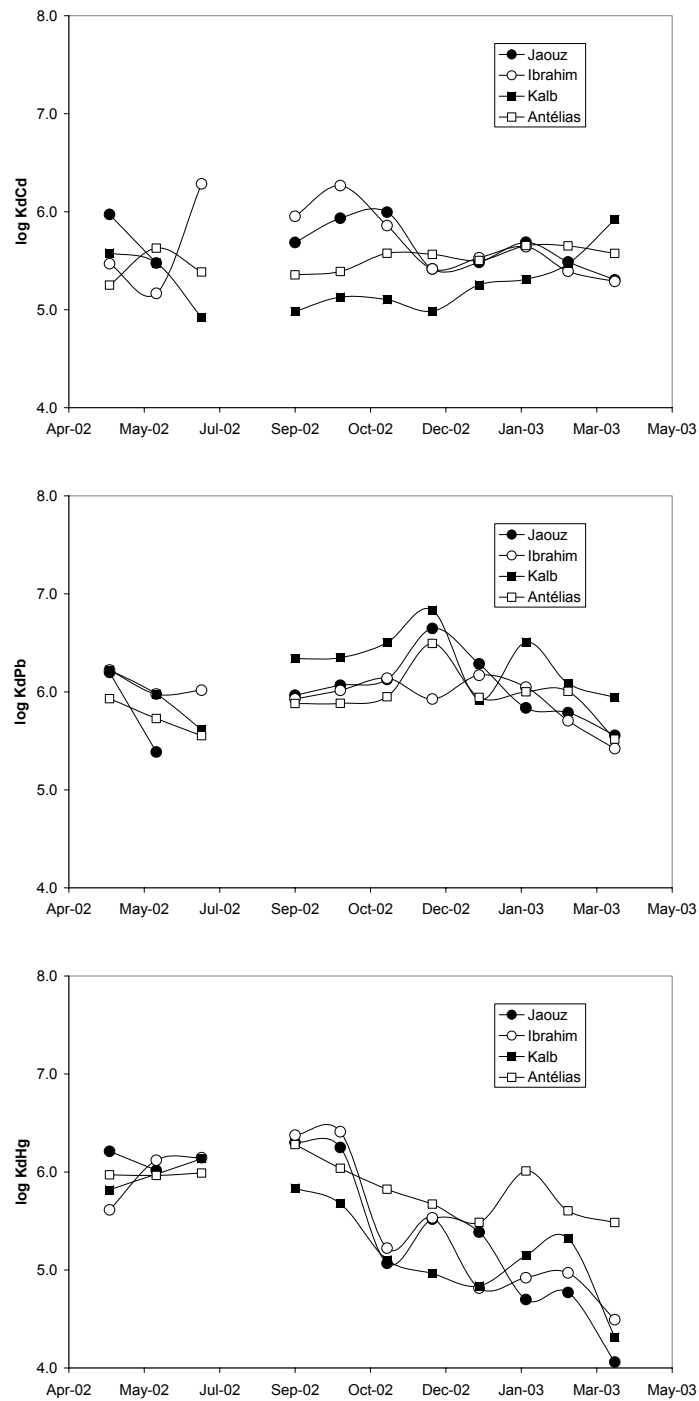 8.0
Jaouz
Ibrahim
Kalb
Antélias
7.0
6.0
5.0
4.0
log KdCd
Apr-02 May-02 Jul-02 Sep-02 Oct-02 Dec-02 Jan-03 Mar-03 May-03
8.0
Jaouz
Ibrahim
Kalb
Antélias
7.0
6.0
5.0
4.0
log KdPb
Apr-02 May-02 Jul-02 Sep-02 Oct-02 Dec-02 Jan-03 Mar-03 May-03
8.0
Jaouz
Ibrahim
Kalb
Antélias
7.0
6.0
5.0
4.0
log KdHg
Apr-02 May-02 Jul-02 Sep-02 Oct-02 Dec-02 Jan-03 Mar-03 May-03